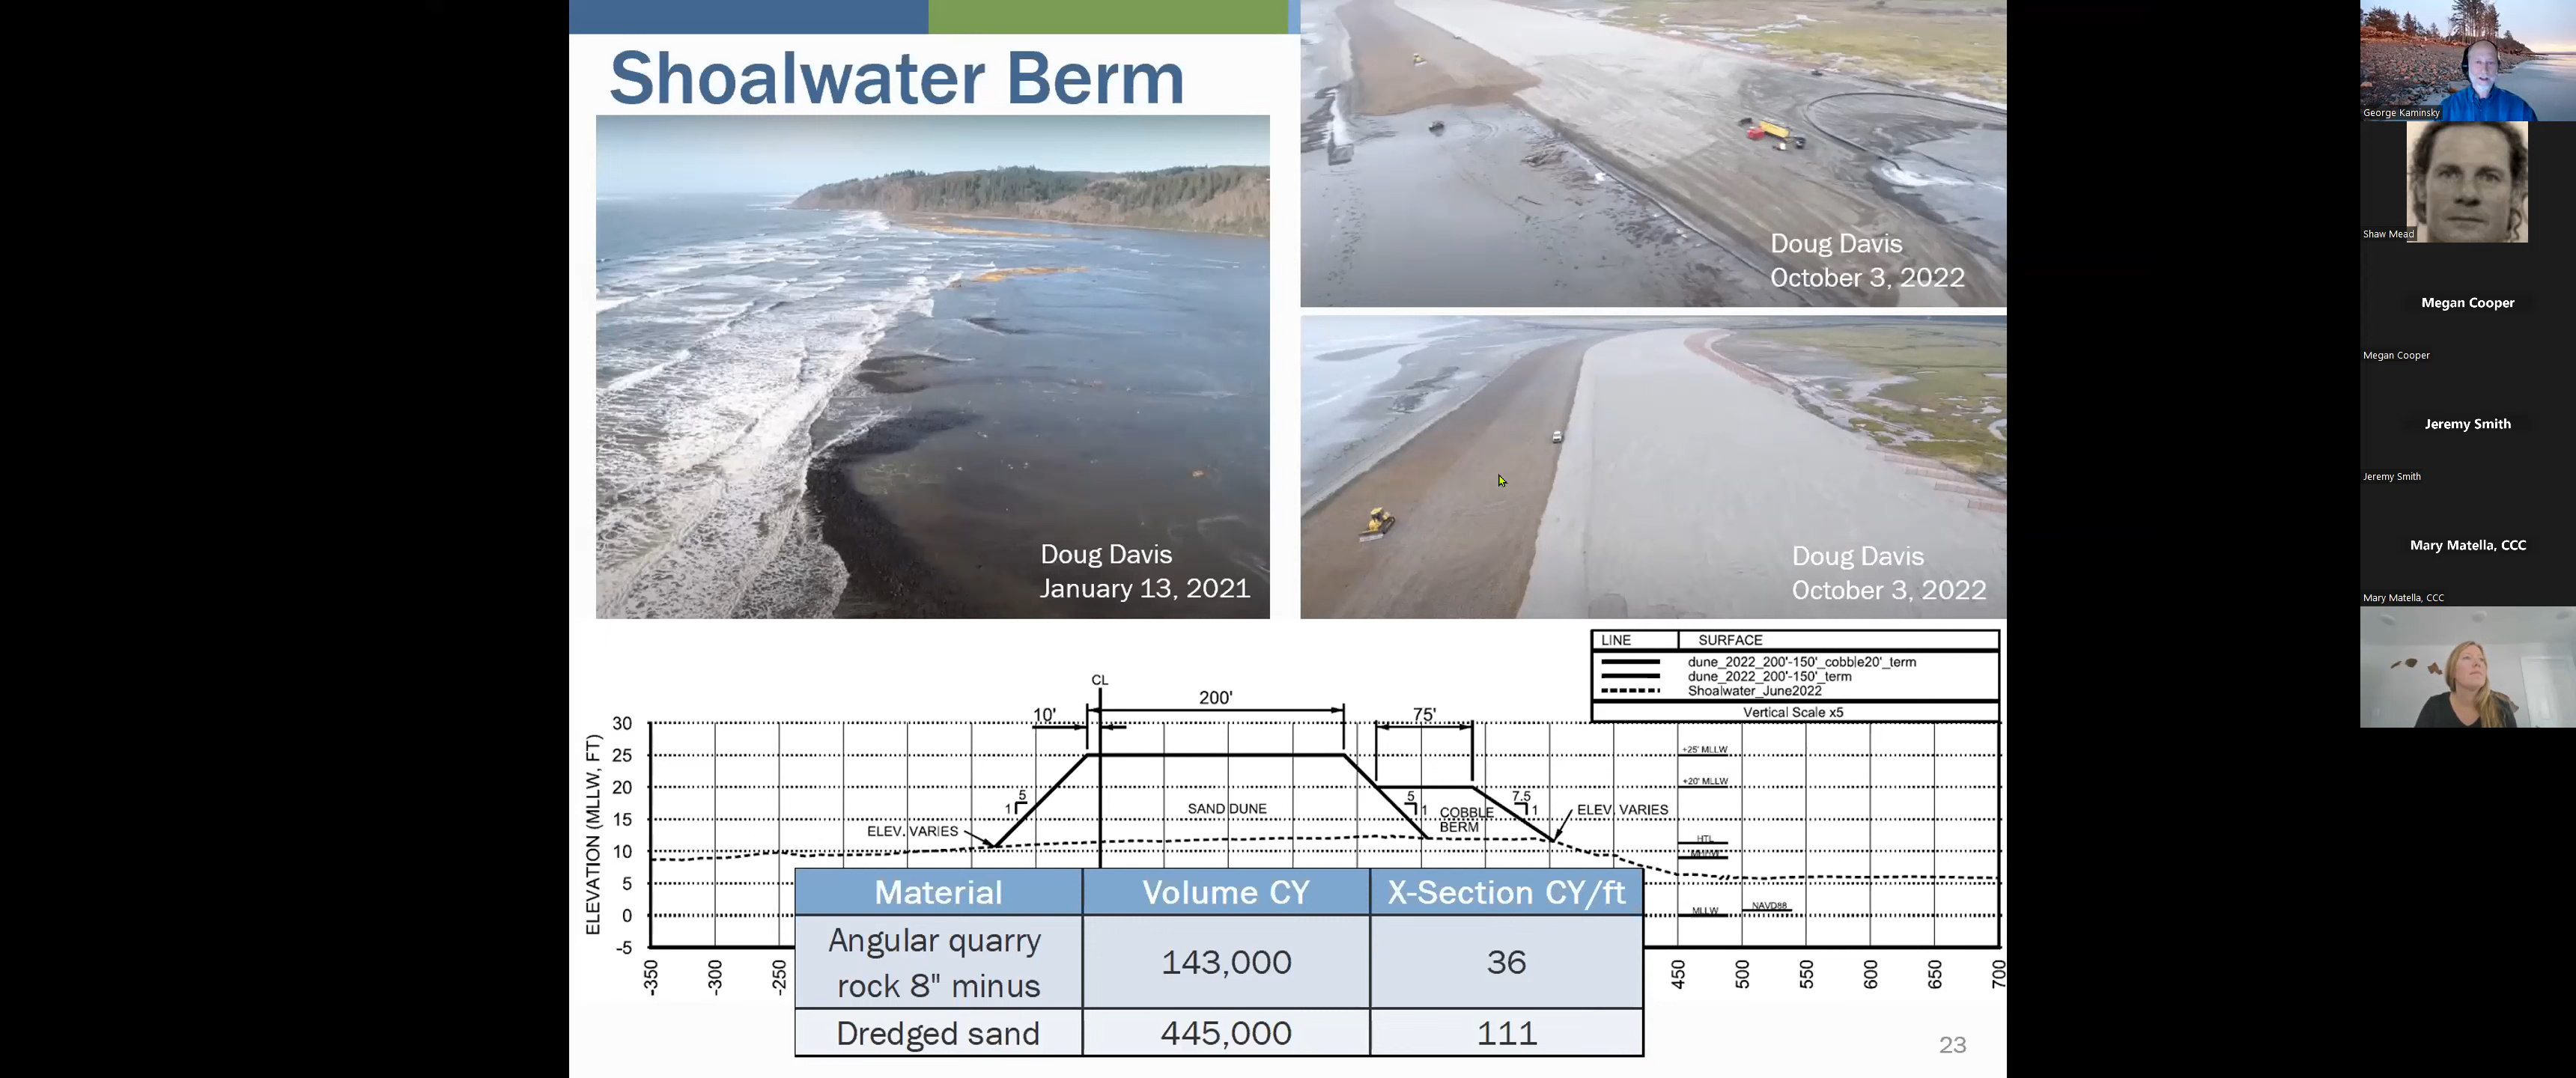 Shoalwater Berm
Doug Davis
January 13, 2021
Doug Davis
October 3, 2022
Doug Davis
October 3, 2022
LINE SURFACE
dune_2022_200'-150'_cobble20'_term
dune_2022_200'-150'_term
Shoalwater_June2022
Vertical Scale x5
CL
200'
10'
75'
ELEVATION (MLLW, FT)
30
25
20
15
10
5
0
-5
+25' MLLW
+20' MLLW
HTL
MHHW
MLLW
NAVD88
1 5
SAND DUNE
5 1
COBBLE
BERM
7.5 1
ELEV. VARIES
ELEV. VARIES
-350 -300 -250 450 500 550 600 650 700
Material Volume CY X-Section CY/ft
Angular quarry
rock 8" minus
143,000 36
Dredged sand 445,000 111
23
George Kaminsky
Shaw Mead
Megan Cooper
Megan Cooper
Jeremy Smith
Jeremy Smith
Mary Matella, CCC
Mary Matella, CCC